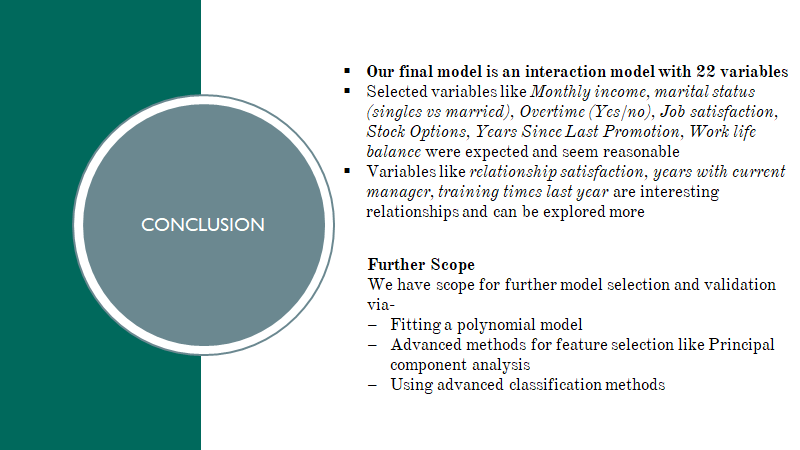 CONCLUSION
▪ Our final model is an interaction model with 22 variables
▪ Selected variables like Monthly income, marital status
(singles vs married), Overtime (Yes/no), Job satisfaction,
Stock Options, Years Since Last Promotion, Work life
balance were expected and seem reasonable
▪ Variables like relationship satisfaction, years with current
manager, training times last year are interesting
relationships and can be explored more
Further Scope
We have scope for further model selection and validation
via-
– Fitting a polynomial model
– Advanced methods for feature selection like Principal
component analysis
– Using advanced classification methods